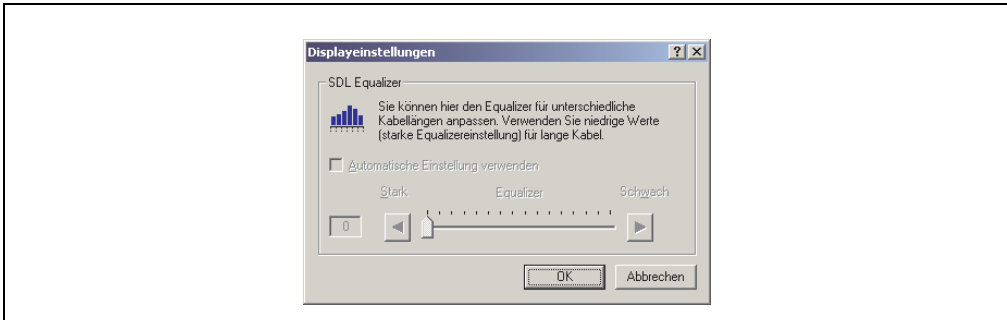 Displayeinstellungen
SDL Equalizer
Sie können hier den Equalizer für unterschiedliche
Kabellängen anpassen. Verwenden Sie niedrige Werte
(starke Equalizereinstellung) für lange Kabel.
Automatische Einstellung verwenden
Stark Equalizer Schwach
0
OK Abbrechen